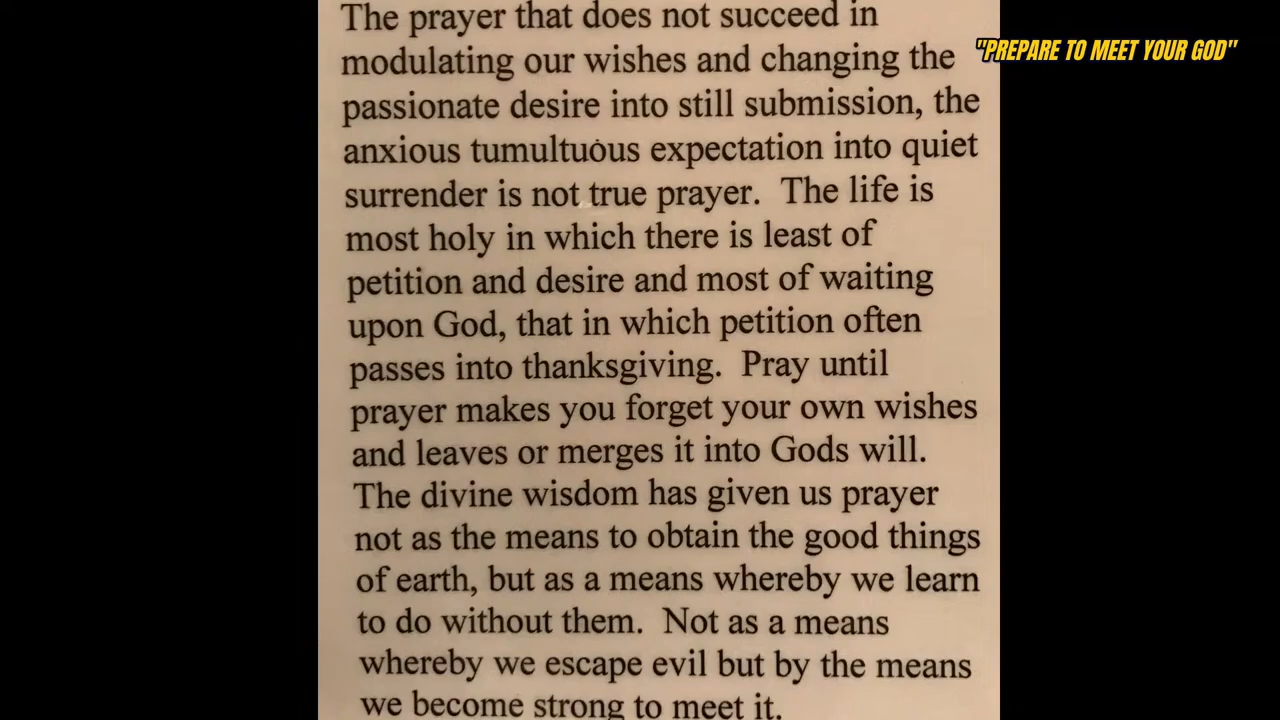 The prayer that does not succeed in
modulating our wishes and changing the
passionate desire into still submission, the
anxious tumultuous expectation into quiet
surrender is not true prayer.  The life is
most holy in which there is least of
petition and desire and most of waiting
upon God, that in which petition often
passes into thanksgiving.  Pray until
prayer makes you forget your own wishes
and leaves or merges it into Gods will.
The divine wisdom has given us prayer
not as the means to obtain the good things
of earth, but as a means whereby we learn
to do without them.  Not as a means
whereby we escape evil but by the means
we become strong to meet it.
"PREPARE TO MEET YOUR GOD"